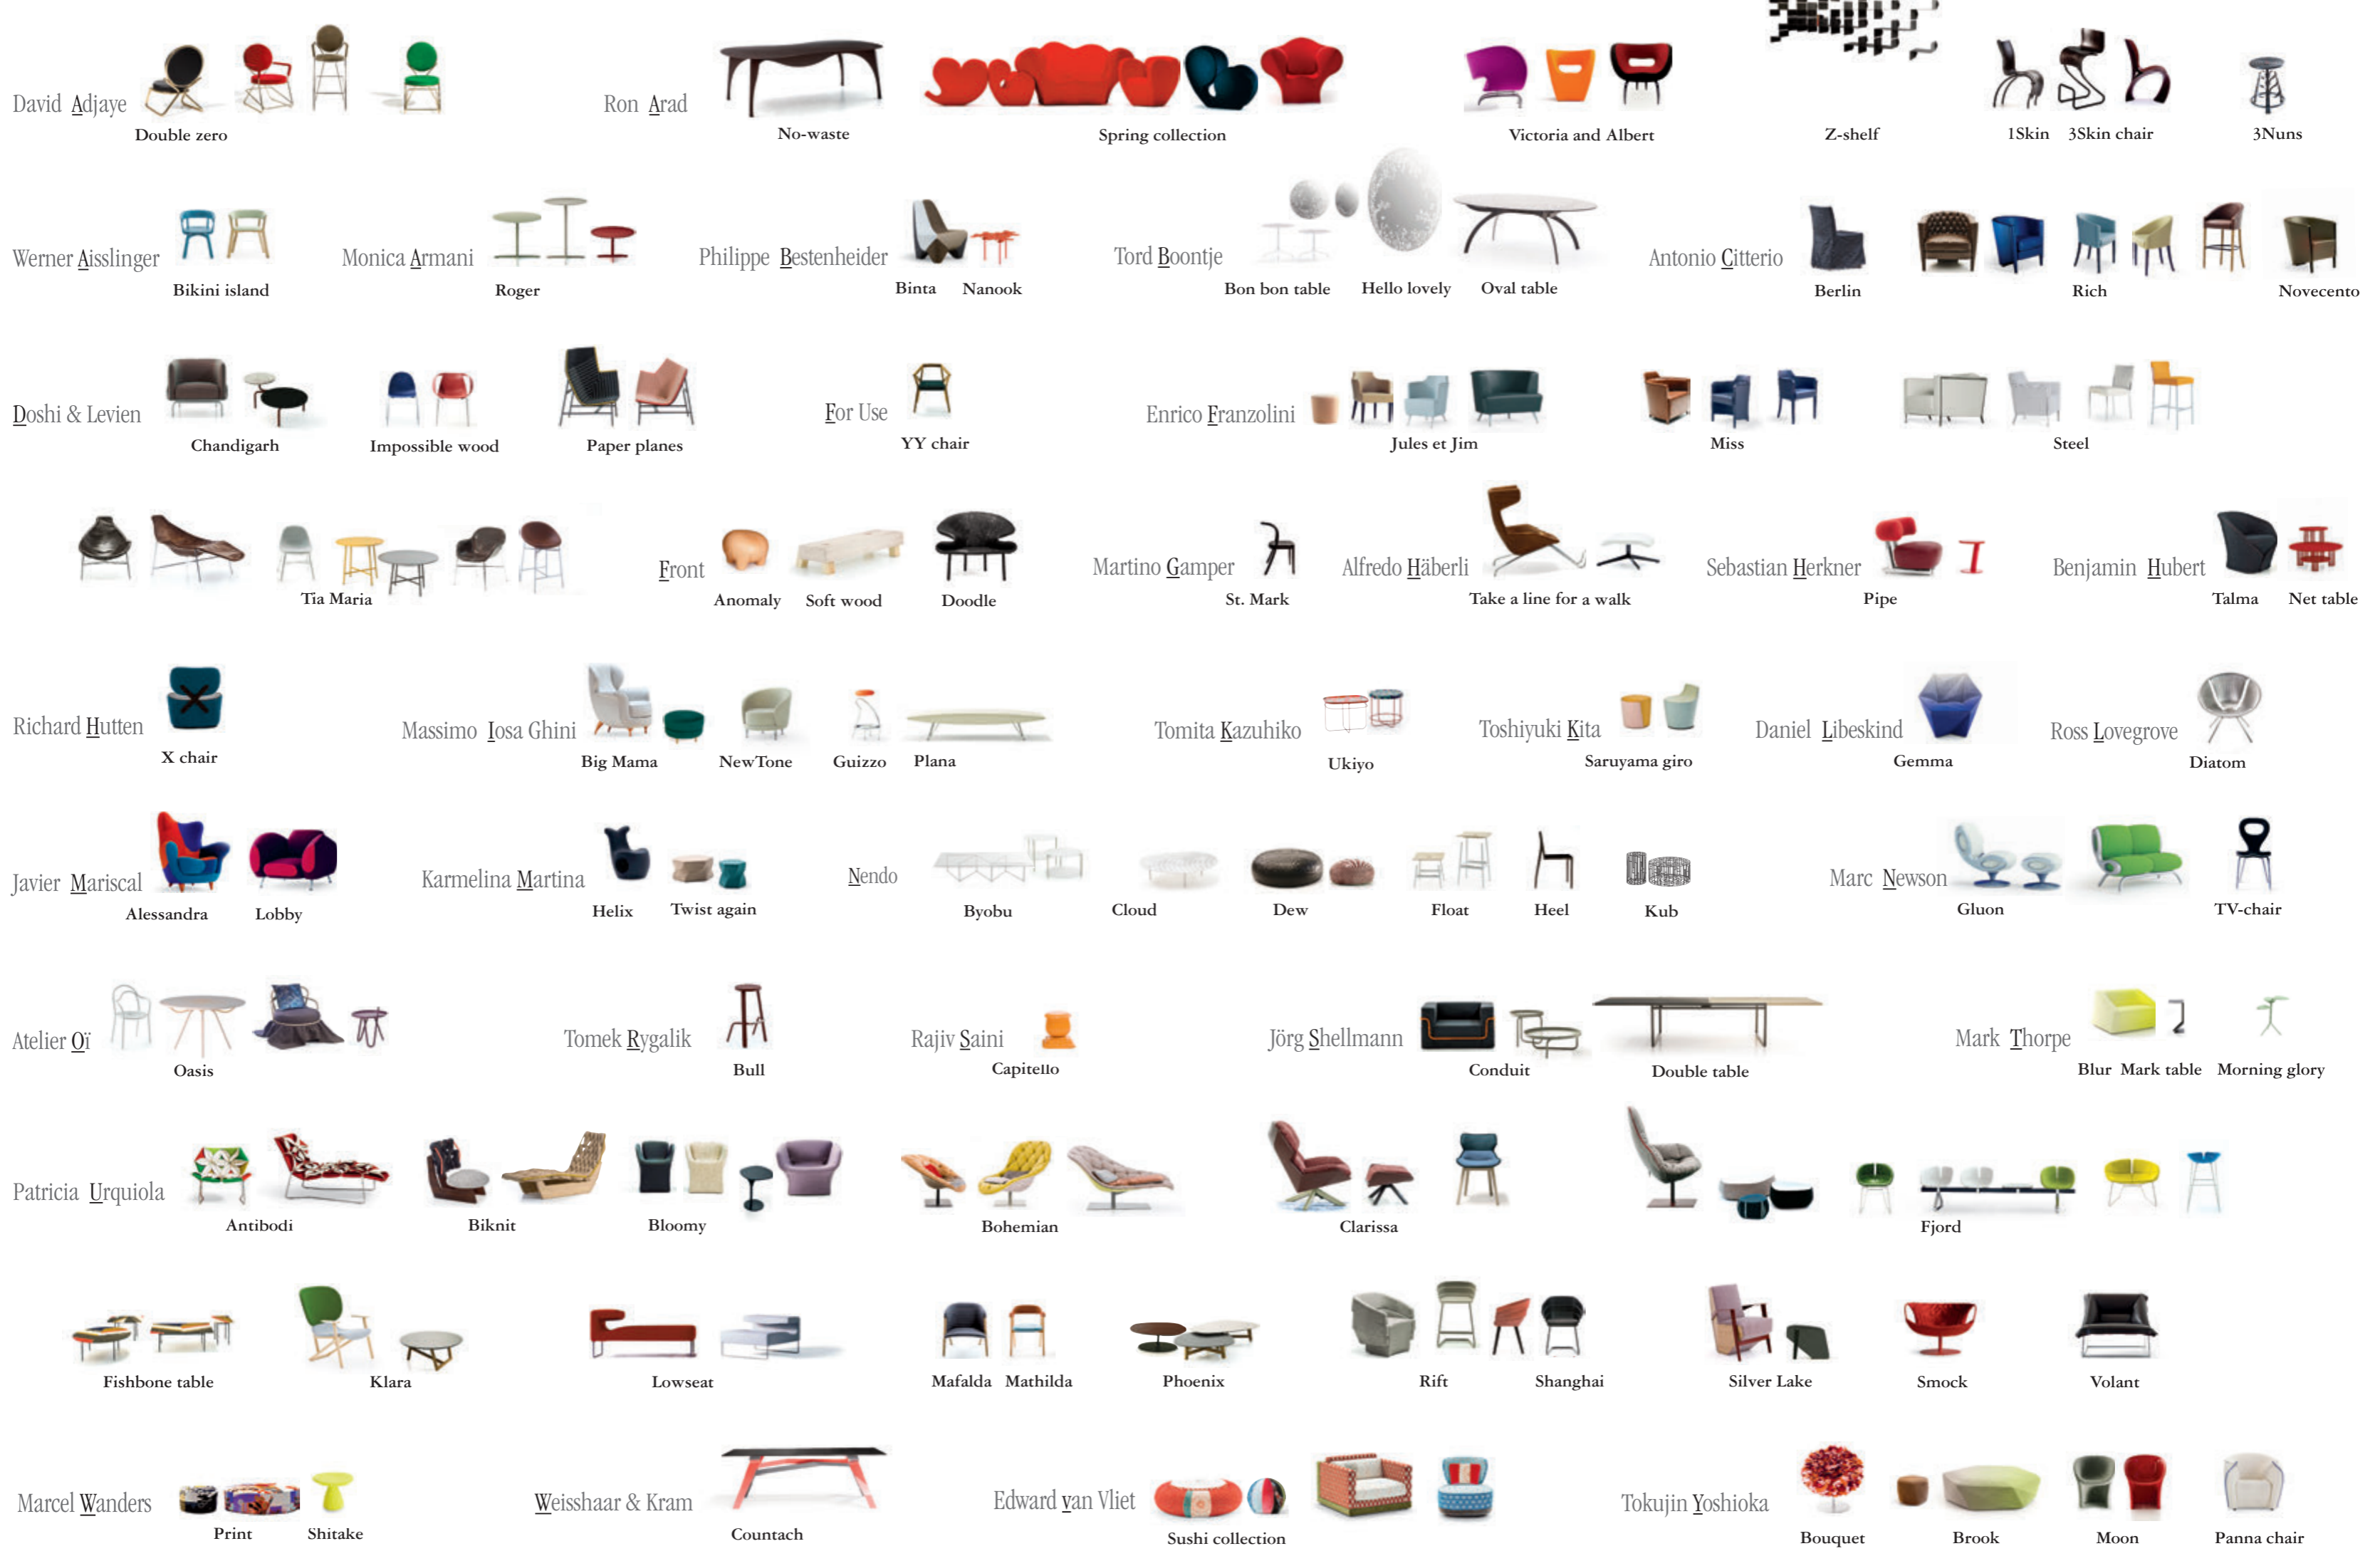 David Adjaye
Double zero
Ron Arad
No-waste
Spring collection
Victoria and Albert
Z-shelf
1Skin
3Skin chair
3Nuns
Werner Aisslinger
Bikini island
Monica Armani
Roger
Philippe Bestenheider
Binta
Nanook
Tord Boontje
Bon bon table
Hello lovely
Oval table
Antonio Citterio
Berlin
Rich
Novecento
Doshi & Levien
Chandigarh
Impossible wood
Paper planes
For Use
YY chair
Enrico Franzolini
Jules et Jim
Miss
Steel
Tia Maria
Front
Anomaly
Soft wood
Doodle
Martino Gamper
St. Mark
Alfredo Häberli
Take a line for a walk
Sebastian Herkner
Pipe
Benjamin Hubert
Talma
Net table
Richard Hutten
X chair
Massimo Iosa Ghini
Big Mama
NewTone
Guizzo
Plana
Tomita Kazuhiko
Ukiyo
Toshiyuki Kita
Saruyama giro
Daniel Libeskind
Gemma
Ross Lovegrove
Diatom
Javier Mariscal
Alessandra
Lobby
Karmelina Martina
Helix
Twist again
Nendo
Byobu
Cloud
Dew
Float
Heel
Kub
Marc Newson
Gluon
TV-chair
Atelier Oï
Oasis
Tomek Rygalik
Bull
Rajiv Saini
Capitello
Jörg Shellmann
Conduit
Double table
Mark Thorpe
Blur
Mark table
Morning glory
Patricia Urquiola
Antibodi
Biknit
Bloomy
Bohemian
Clarissa
Fjord
Fishbone table
Klara
Lowseat
Mafalda
Mathilda
Phoenix
Rift
Shanghai
Silver Lake
Smock
Volant
Marcel Wanders
Print
Shitake
Weisshaar & Kram
Countach
Edward van Vliet
Sushi collection
Tokujin Yoshioka
Bouquet
Brook
Moon
Panna chair